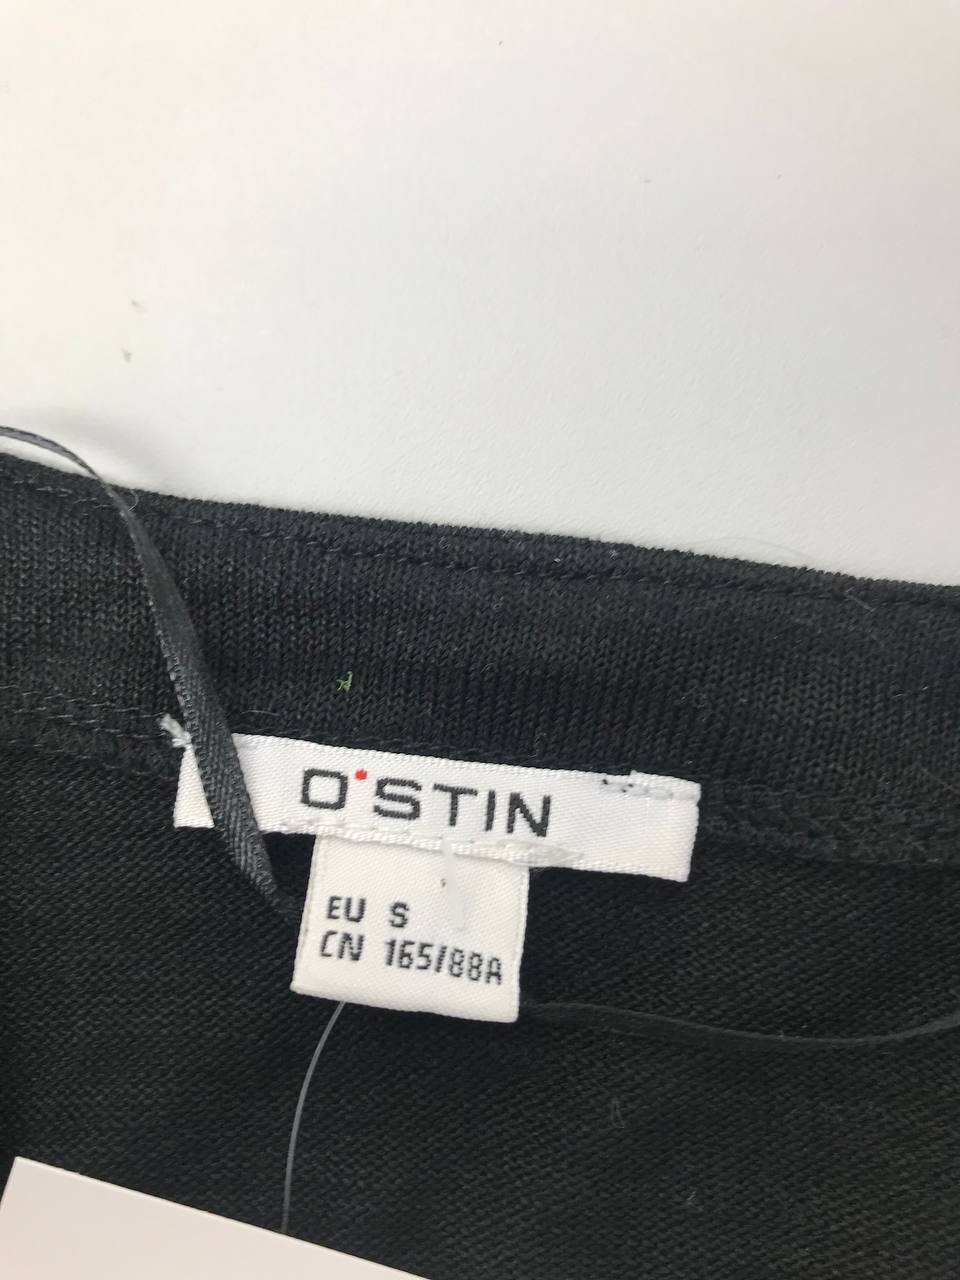 O'STIN
EU S
CN 165/88A